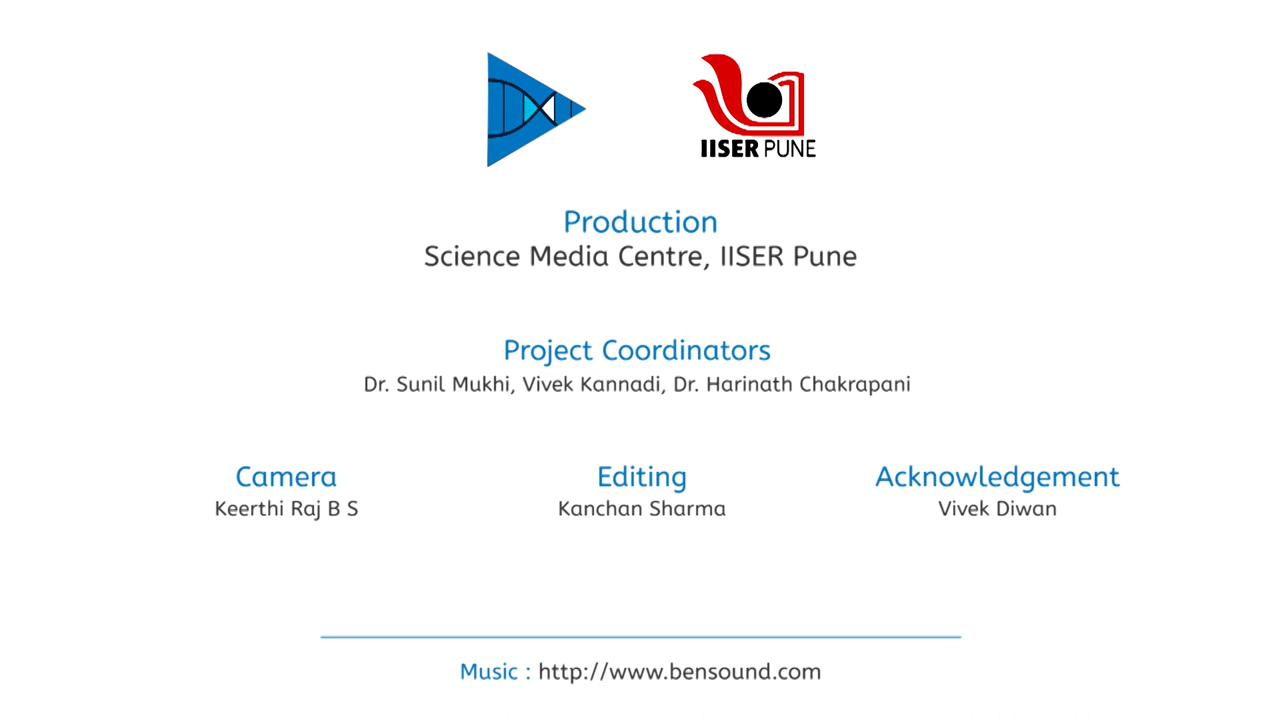 IISER PUNE
Production
Science Media Centre, IISER Pune
Project Coordinators
Dr. Sunil Mukhi, Vivek Kannadi, Dr. Harinath Chakrapani
Camera
Keerthi Raj B S
Editing
Kanchan Sharma
Acknowledgement
Vivek Diwan
Music : http://www.bensound.com